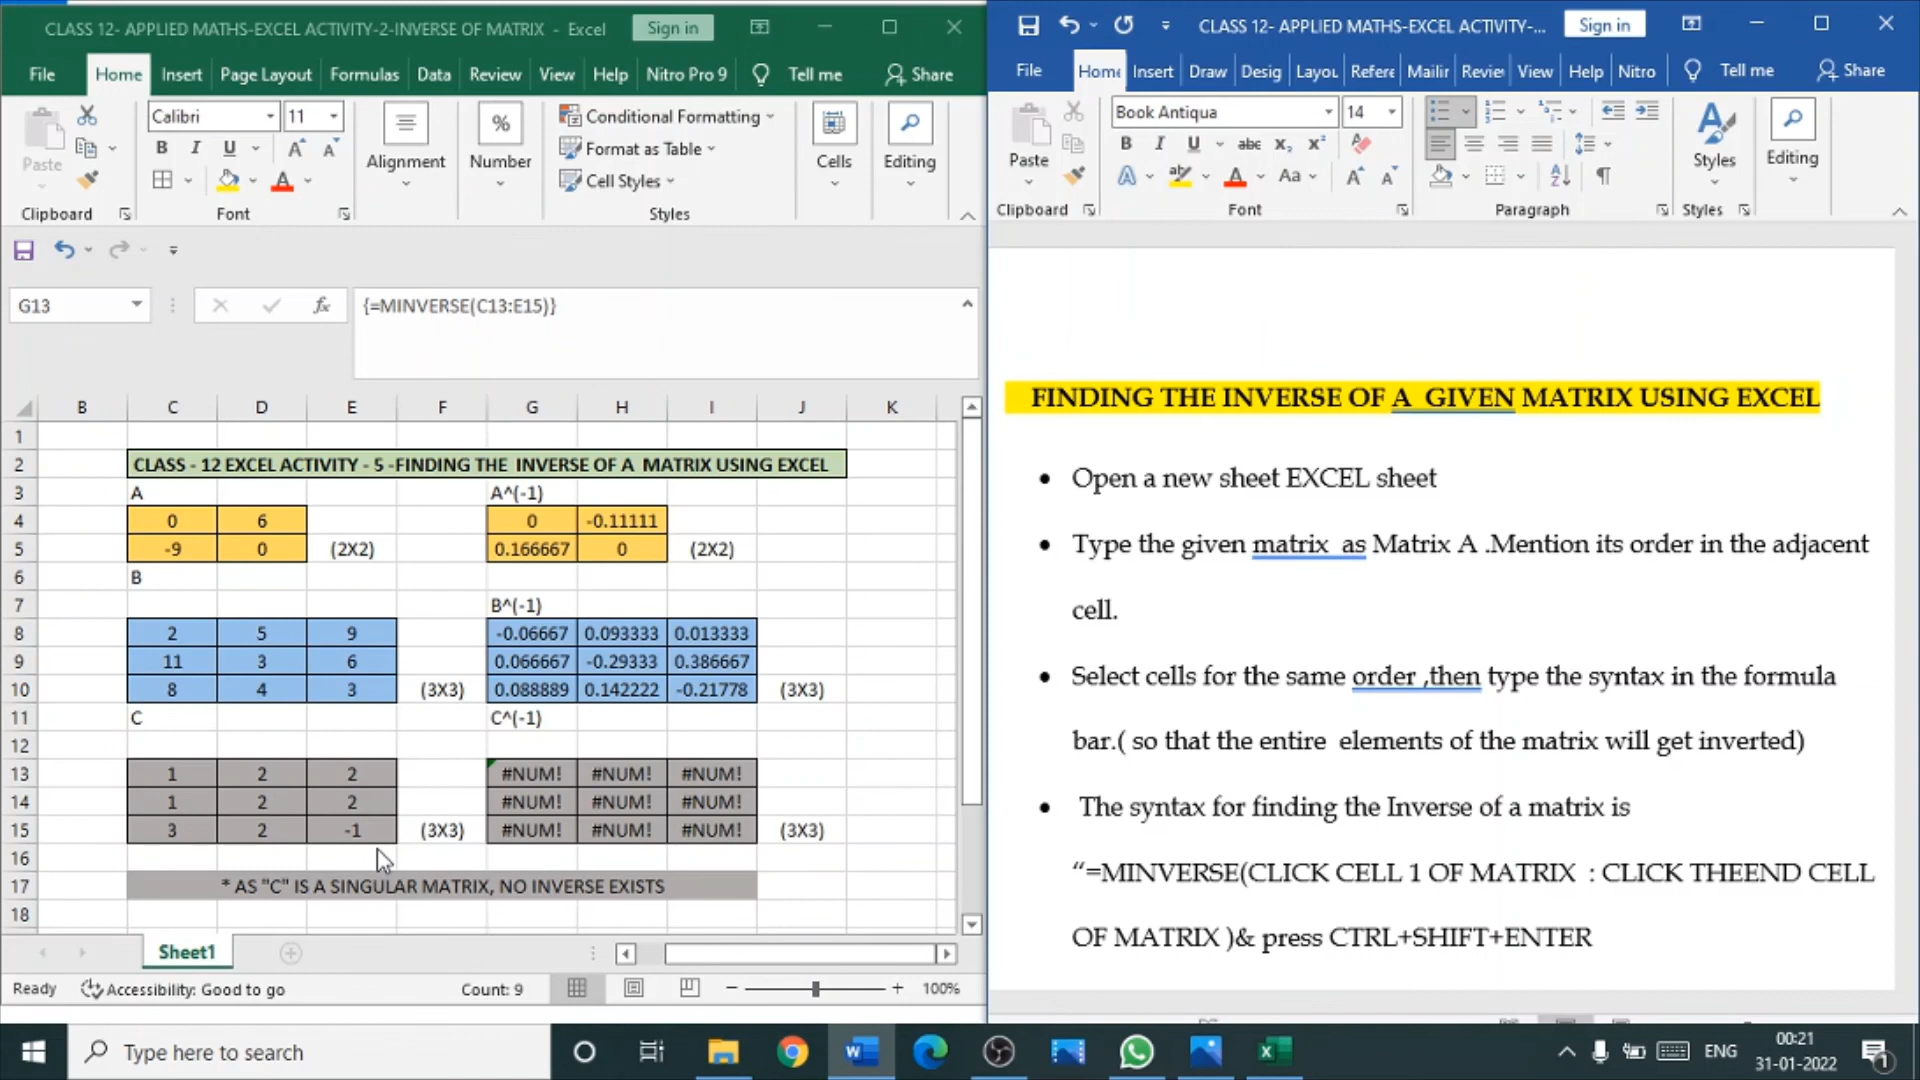 CLASS 12- APPLIED MATHS-EXCEL ACTIVITY-2-INVERSE OF MATRIX - Excel
Sign in
File Home Insert Page Layout Formulas Data Review View Help Nitro Pro 9 Tell me Share
Paste
Calibri 11
B I U A A
A
Alignment
%
Number
Conditional Formatting
Format as Table
Cell Styles
Cells
Editing
Clipboard Font Styles
G13 fx {=MINVERSE(C13:E15)}
B C D E F G H I J K
1
2 CLASS - 12 EXCEL ACTIVITY - 5 -FINDING THE INVERSE OF A MATRIX USING EXCEL
3 A A^(-1)
4 0 6 0 -0.11111
5 -9 0 (2X2) 0.166667 0 (2X2)
6 B
7 B^(-1)
8 2 5 9 -0.06667 0.093333 0.013333
9 11 3 6 0.066667 -0.29333 0.386667
10 8 4 3 (3X3) 0.088889 0.142222 -0.21778 (3X3)
11 C C^(-1)
12
13 1 2 2 #NUM! #NUM! #NUM!
14 1 2 2 #NUM! #NUM! #NUM!
15 3 2 -1 (3X3) #NUM! #NUM! #NUM! (3X3)
16
17 * AS "C" IS A SINGULAR MATRIX, NO INVERSE EXISTS
18
Sheet1
Ready Accessibility: Good to go Count: 9 100%
CLASS 12- APPLIED MATHS-EXCEL ACTIVITY-...
Sign in
File Home Insert Draw Desig Layou Refere Mailin Review View Help Nitro Tell me Share
Paste
Book Antiqua 14
B I U abc X₂ X²
A aby A Aa A A
Styles
Editing
Clipboard Font Paragraph Styles
FINDING THE INVERSE OF A GIVEN MATRIX USING EXCEL
• Open a new sheet EXCEL sheet
• Type the given matrix as Matrix A .Mention its order in the adjacent
cell.
• Select cells for the same order ,then type the syntax in the formula
bar.( so that the entire elements of the matrix will get inverted)
• The syntax for finding the Inverse of a matrix is
“=MINVERSE(CLICK CELL 1 OF MATRIX : CLICK THEEND CELL
OF MATRIX )& press CTRL+SHIFT+ENTER
Type here to search
ENG
00:21
31-01-2022
1